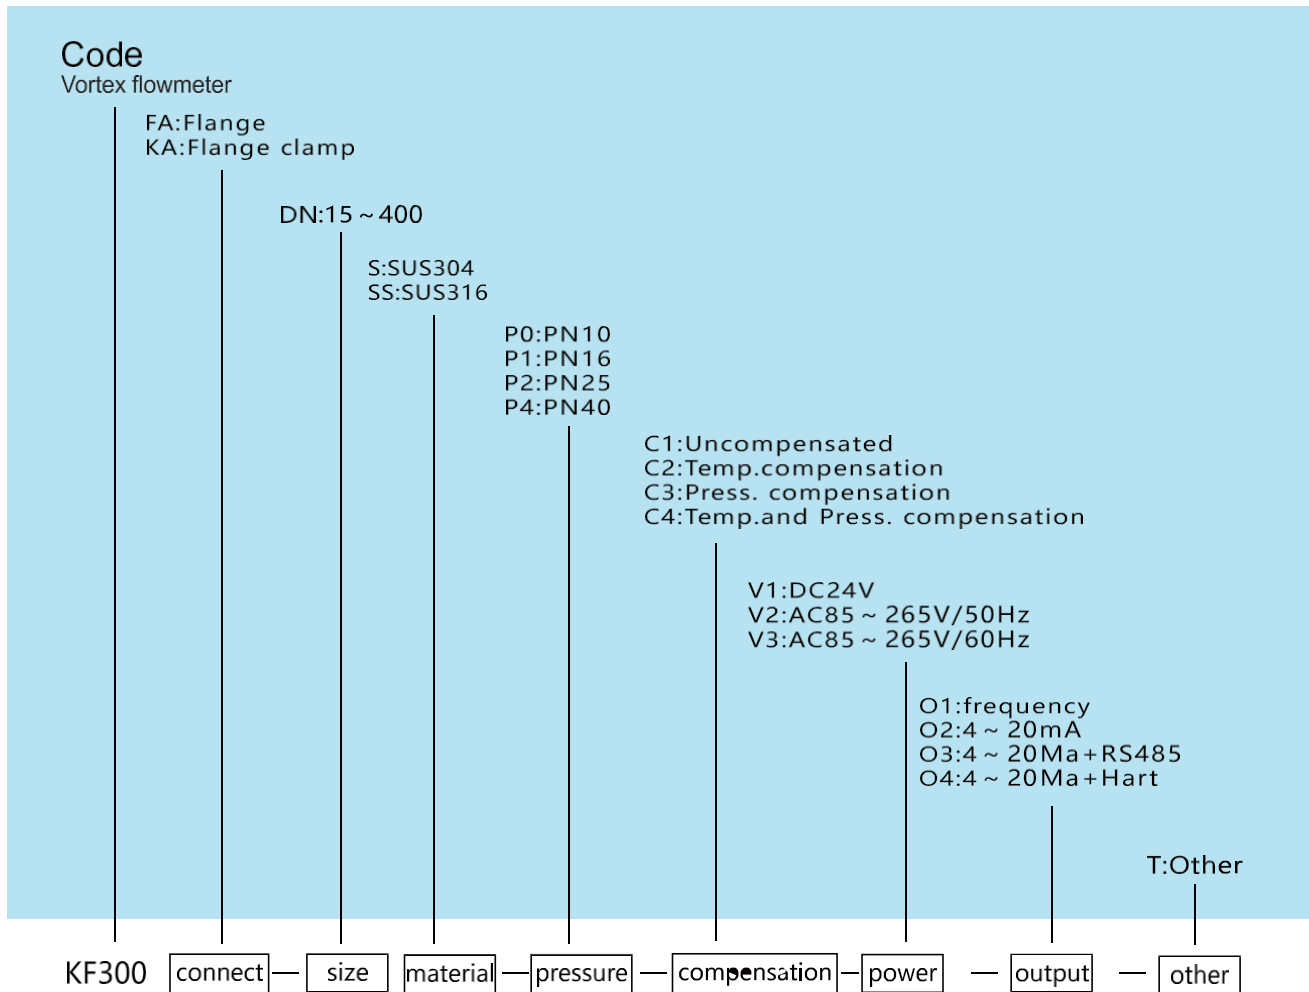 Code
Vortex flowmeter
FA:Flange
KA:Flange clamp
DN:15~400
S:SUS304
SS:SUS316
P0:PN10
P1:PN16
P2:PN25
P4:PN40
C1:Uncompensated
C2:Temp.compensation
C3:Press. compensation
C4:Temp.and Press. compensation
V1:DC24V
V2:AC85~265V/50Hz
V3:AC85~265V/60Hz
O1:frequency
O2:4~20mA
O3:4~20Ma+RS485
O4:4~20Ma+Hart
T:Other
KF300 connect — size — material — pressure — compensation — power — output — other